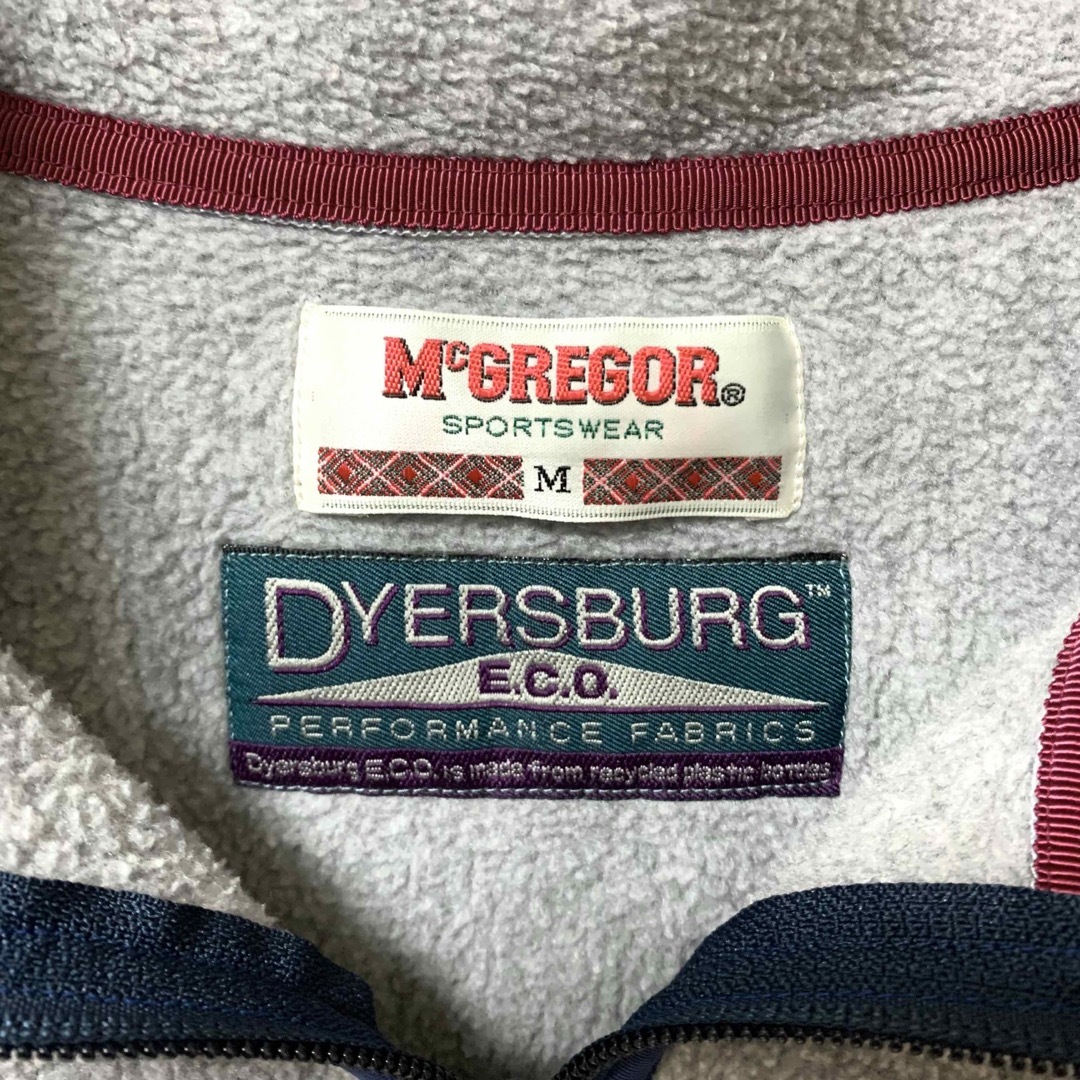 McGREGOR®
SPORTSWEAR
M
DYERSBURG™
E.C.O.
PERFORMANCE FABRICS
Dyersburg E.C.O. is made from recycled plastic bottles